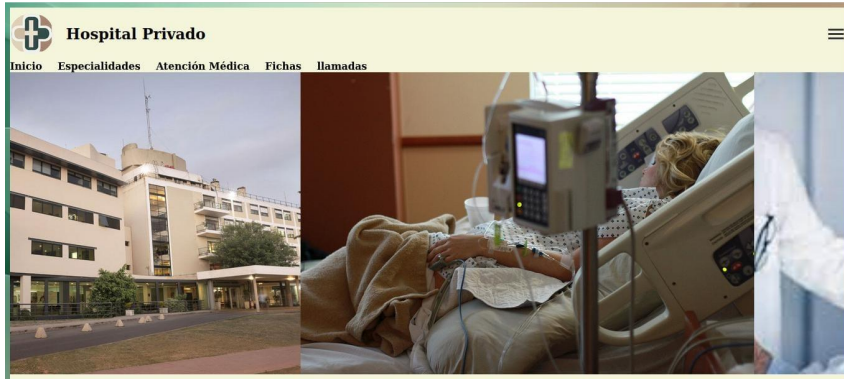 Hospital Privado
Inicio Especialidades Atención Médica Fichas llamadas